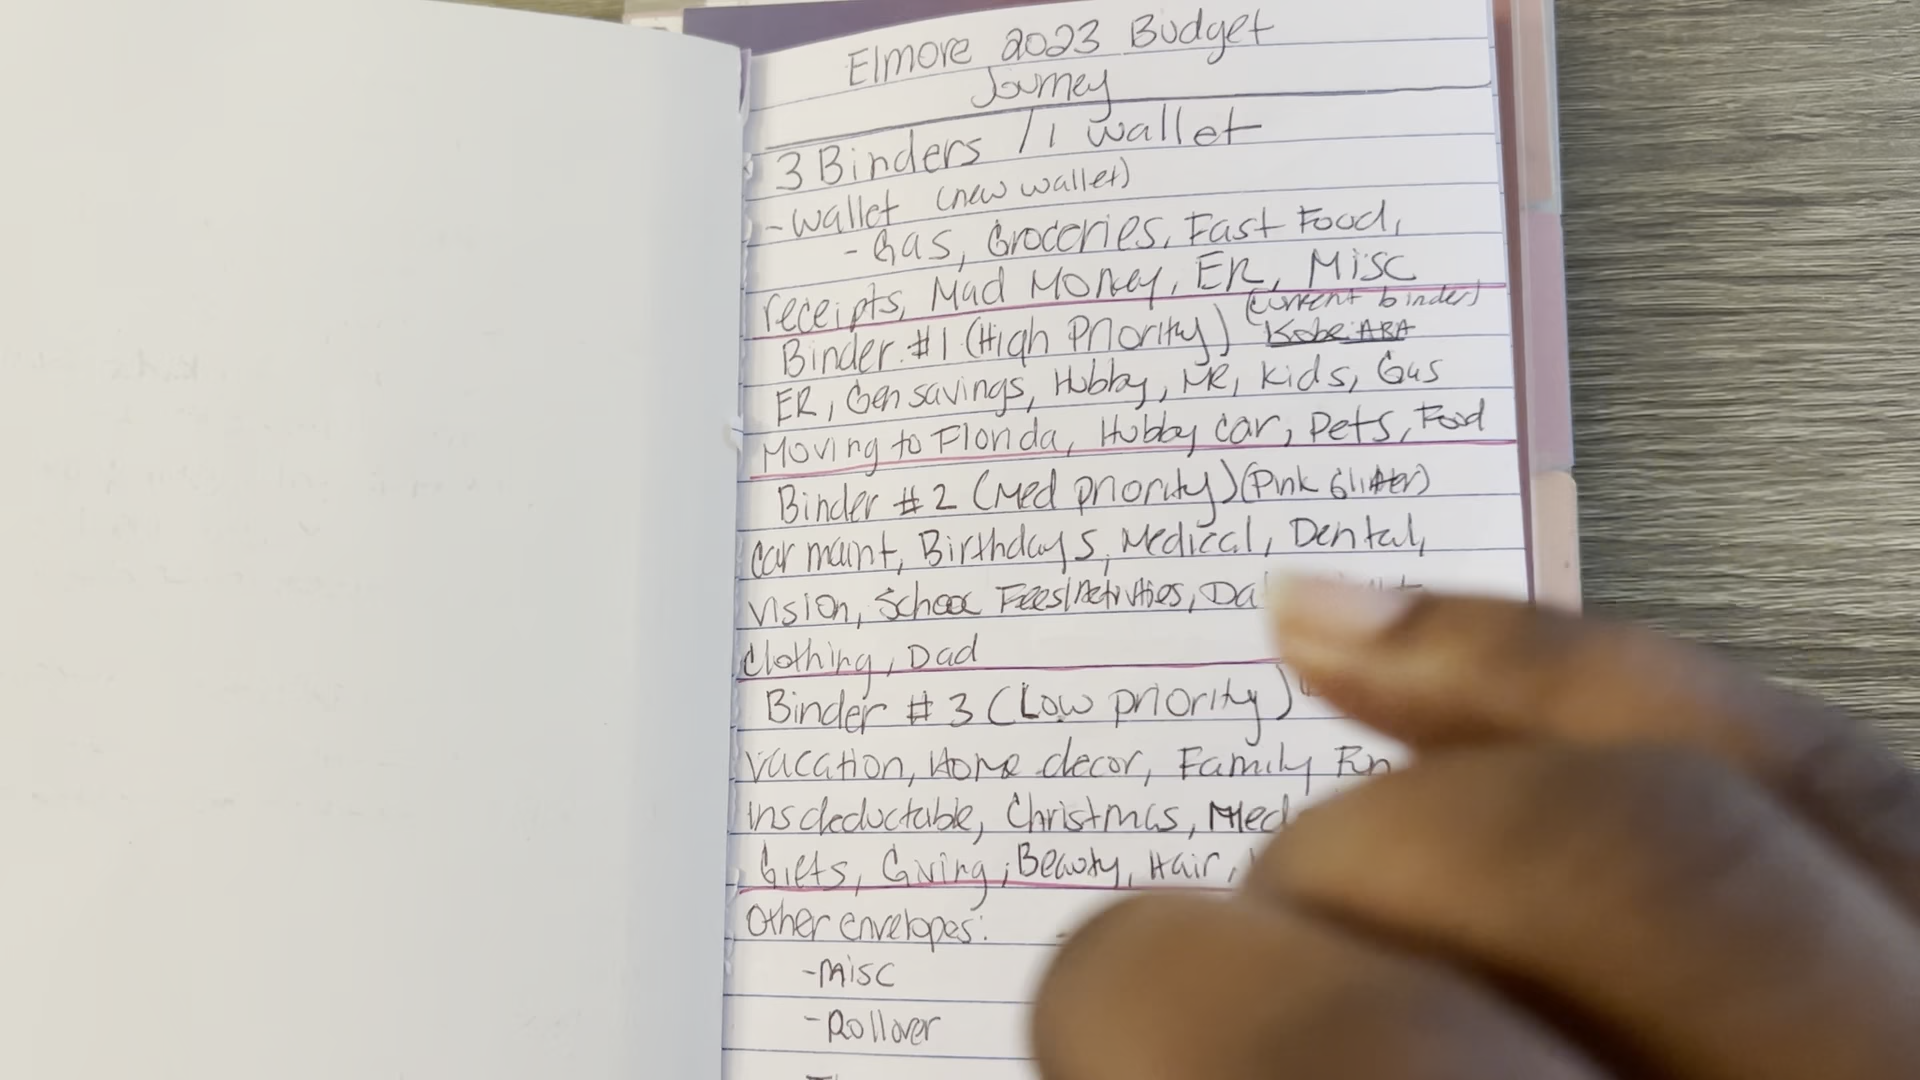 Elmore 2023 Budget
Journey
3 Binders / 1 wallet
- wallet (new wallet)
- Gas, Groceries, Fast Food,
receipts, Mad Money, ER, Misc
(current binder)
Binder #1 (High Priority) Kobe ABA
ER, Gen savings, Hubby, ME, Kids, Gas
Moving to Florida, Hubby car, Pets, Food
Binder #2 (Med priority) (Pink Glitter)
car maint, Birthdays, Medical, Dental,
vision, School Fees/Activities,
Clothing, Dad
Binder #3 (Low priority)
vacation, Home decor, Family Fun
ins deductable, Christmas,
Gifts, Giving, Beauty, Hair,
Other envelopes:
- Misc
- Rollover